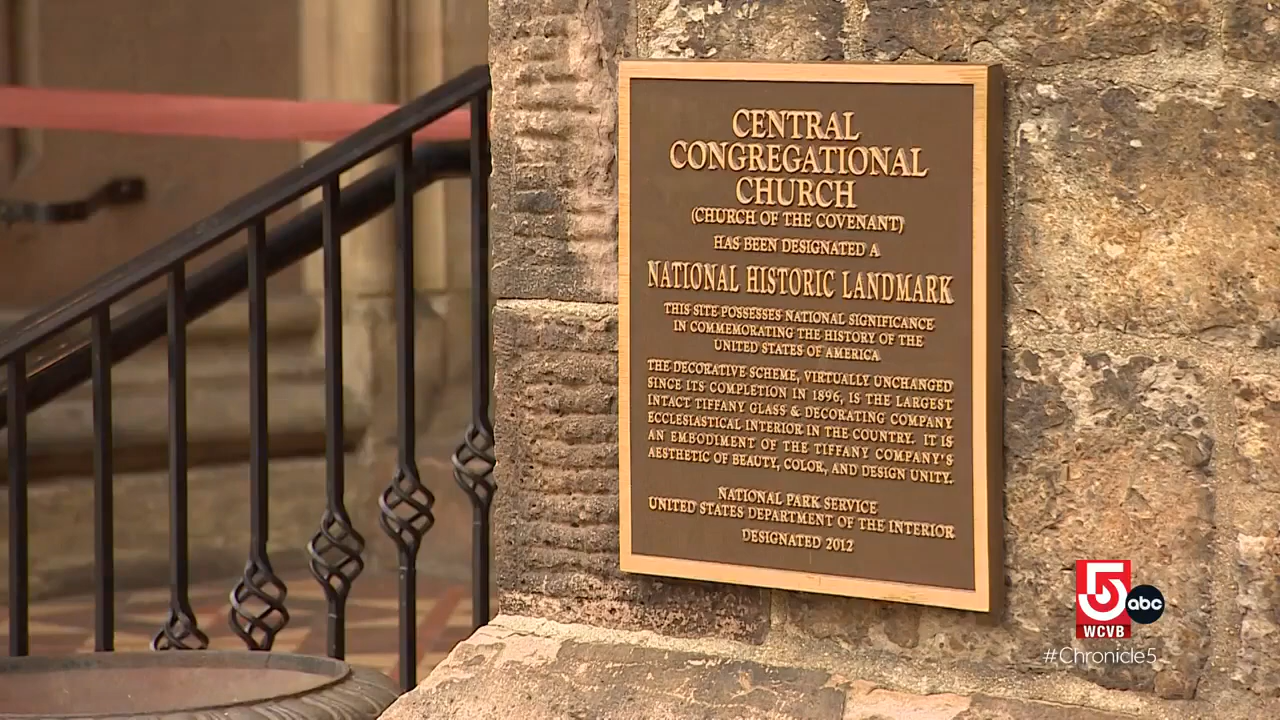 CENTRAL
CONGREGATIONAL
CHURCH
(CHURCH OF THE COVENANT)
HAS BEEN DESIGNATED A
NATIONAL HISTORIC LANDMARK
THIS SITE POSSESSES NATIONAL SIGNIFICANCE
IN COMMEMORATING THE HISTORY OF THE
UNITED STATES OF AMERICA
THE DECORATIVE SCHEME, VIRTUALLY UNCHANGED
SINCE ITS COMPLETION IN 1896, IS THE LARGEST
INTACT TIFFANY GLASS & DECORATING COMPANY
ECCLESIASTICAL INTERIOR IN THE COUNTRY. IT IS
AN EMBODIMENT OF THE TIFFANY COMPANY'S
AESTHETIC OF BEAUTY, COLOR, AND DESIGN UNITY.
NATIONAL PARK SERVICE
UNITED STATES DEPARTMENT OF THE INTERIOR
DESIGNATED 2012
5 abc
WCVB
#Chronicle5